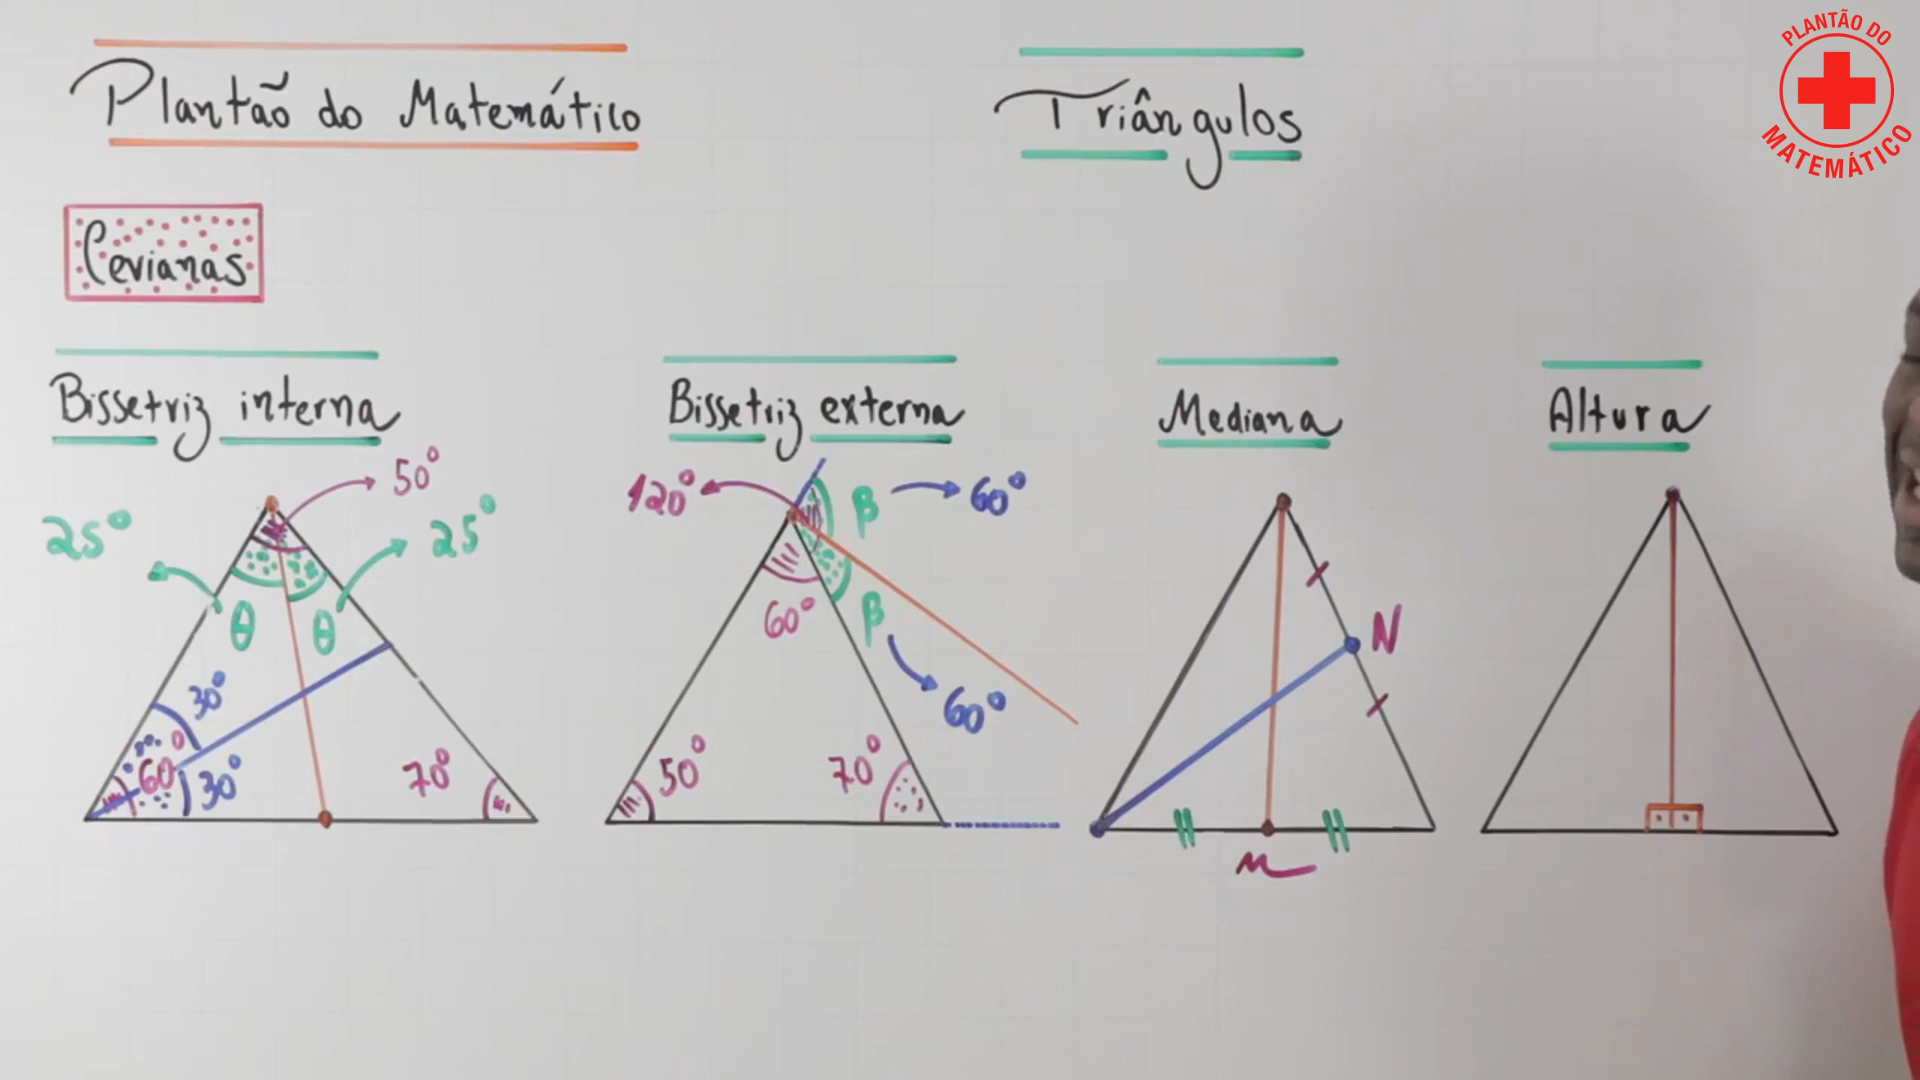 Plantão do Matemático
Triângulos
PLANTÃO DO
MATEMÁTICO
Cevianas
Bissetriz interna
Bissetriz externa
Mediana
Altura
50°
25°
25°
θ
θ
30°
60°
30°
70°
120°
β
60°
60°
β
60°
50°
70°
N
M